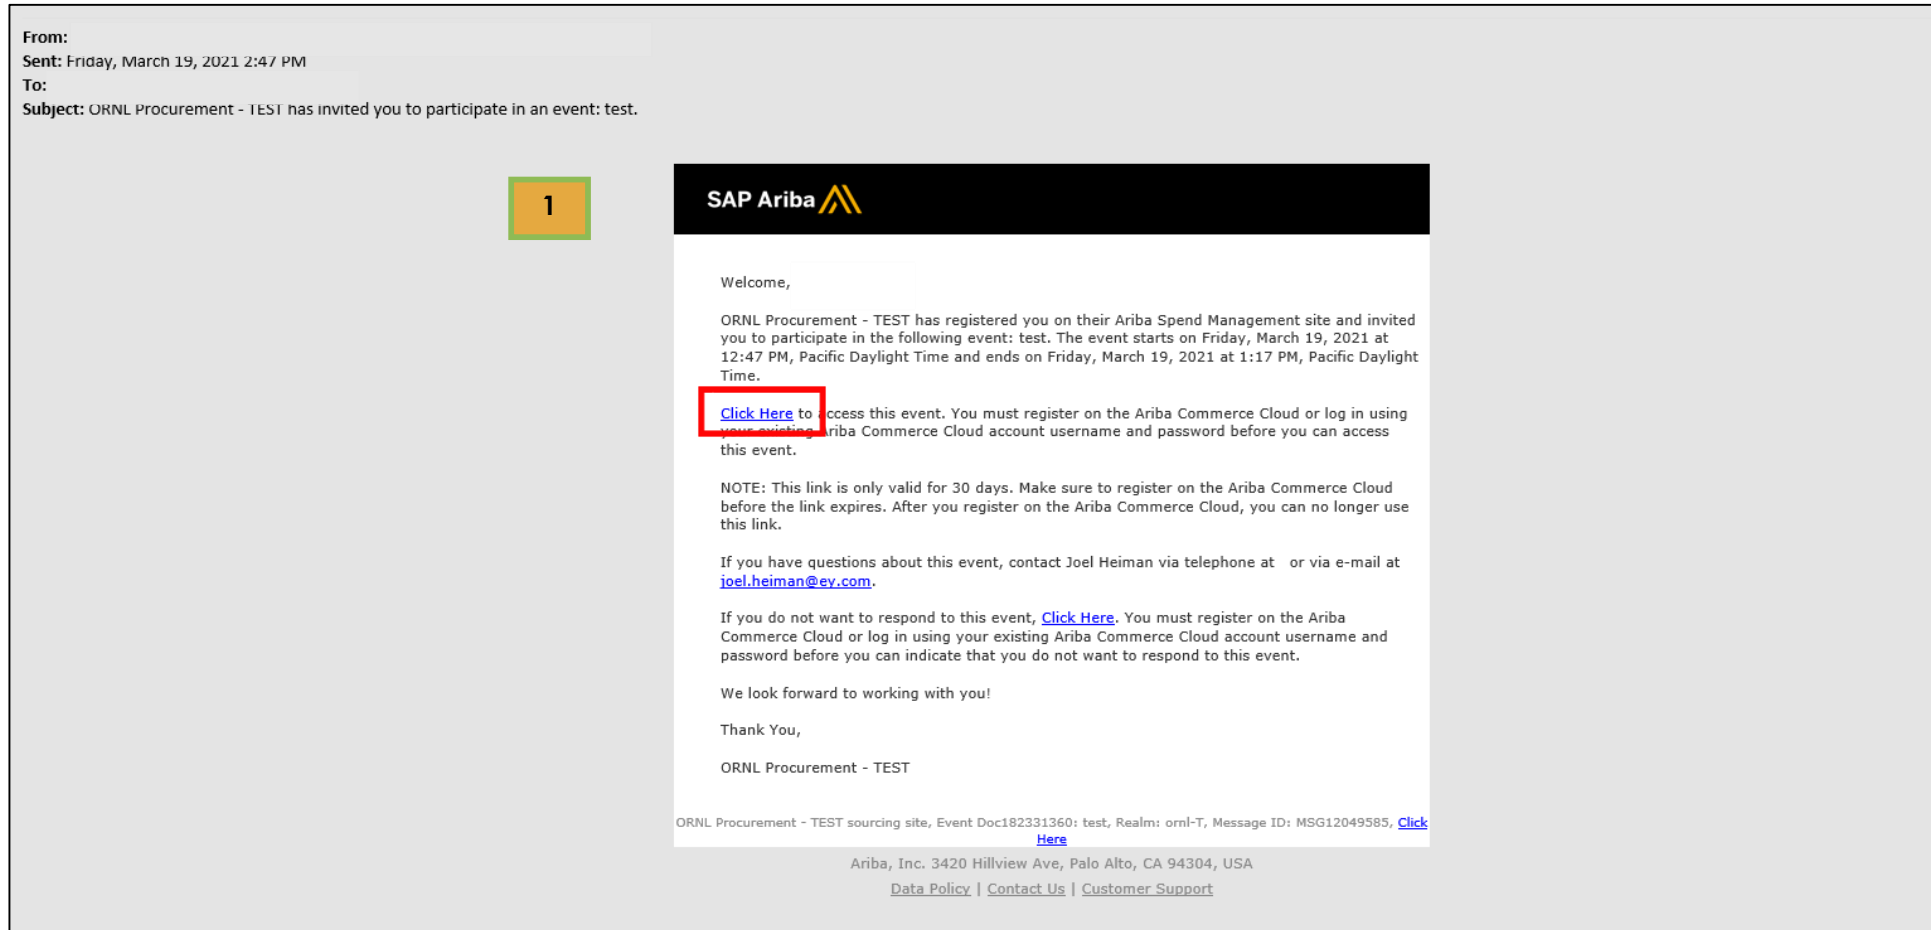 From:
Sent: Friday, March 19, 2021 2:47 PM
To:
Subject: ORNL Procurement - TEST has invited you to participate in an event: test.
1
SAP Ariba
Welcome,
ORNL Procurement - TEST has registered you on their Ariba Spend Management site and invited
you to participate in the following event: test. The event starts on Friday, March 19, 2021 at
12:47 PM, Pacific Daylight Time and ends on Friday, March 19, 2021 at 1:17 PM, Pacific Daylight
Time.
Click Here to access this event. You must register on the Ariba Commerce Cloud or log in using
your existing Ariba Commerce Cloud account username and password before you can access
this event.
NOTE: This link is only valid for 30 days. Make sure to register on the Ariba Commerce Cloud
before the link expires. After you register on the Ariba Commerce Cloud, you can no longer use
this link.
If you have questions about this event, contact Joel Heiman via telephone at or via e-mail at
joel.heiman@ey.com.
If you do not want to respond to this event, Click Here. You must register on the Ariba
Commerce Cloud or log in using your existing Ariba Commerce Cloud account username and
password before you can indicate that you do not want to respond to this event.
We look forward to working with you!
Thank You,
ORNL Procurement - TEST
ORNL Procurement - TEST sourcing site, Event Doc182331360: test, Realm: ornl-T, Message ID: MSG12049585, Click
Here
Ariba, Inc. 3420 Hillview Ave, Palo Alto, CA 94304, USA
Data Policy | Contact Us | Customer Support